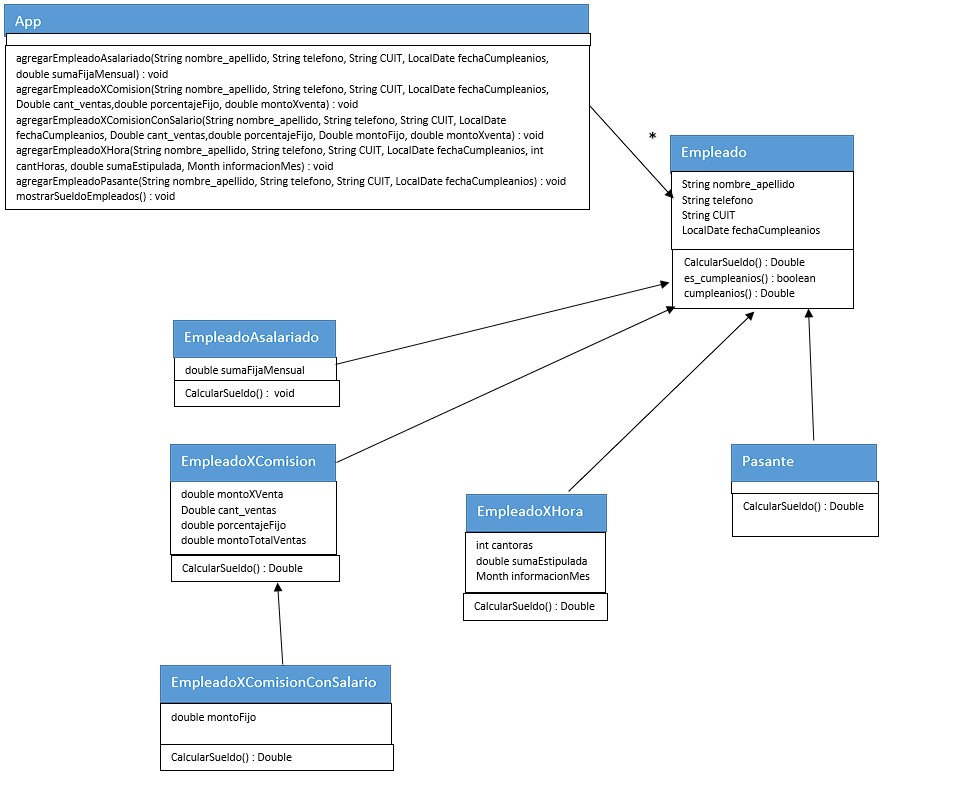 App
agregarEmpleadoAsalariado(String nombre_apellido, String telefono, String CUIT, LocalDate fechaCumpleanios,
double sumaFijaMensual) : void
agregarEmpleadoXComision(String nombre_apellido, String telefono, String CUIT, LocalDate fechaCumpleanios,
Double cant_ventas,double porcentajeFijo, double montoXventa) : void
agregarEmpleadoXComisionConSalario(String nombre_apellido, String telefono, String CUIT, LocalDate
fechaCumpleanios, Double cant_ventas,double porcentajeFijo, Double montoFijo, double montoXventa) : void
agregarEmpleadoXHora(String nombre_apellido, String telefono, String CUIT, LocalDate fechaCumpleanios, int
cantHoras, double sumaEstipulada, Month informacionMes) : void
agregarEmpleadoPasante(String nombre_apellido, String telefono, String CUIT, LocalDate fechaCumpleanios) : void
mostrarSueldoEmpleados() : void
*
Empleado
String nombre_apellido
String telefono
String CUIT
LocalDate fechaCumpleanios
CalcularSueldo() : Double
es_cumpleanios() : boolean
cumpleanios() : Double
EmpleadoAsalariado
double sumaFijaMensual
CalcularSueldo() : void
EmpleadoXComision
double montoXVenta
Double cant_ventas
double porcentajeFijo
double montoTotalVentas
CalcularSueldo() : Double
EmpleadoXHora
int cantoras
double sumaEstipulada
Month informacionMes
CalcularSueldo() : Double
Pasante
CalcularSueldo() : Double
EmpleadoXComisionConSalario
double montoFijo
CalcularSueldo() : Double